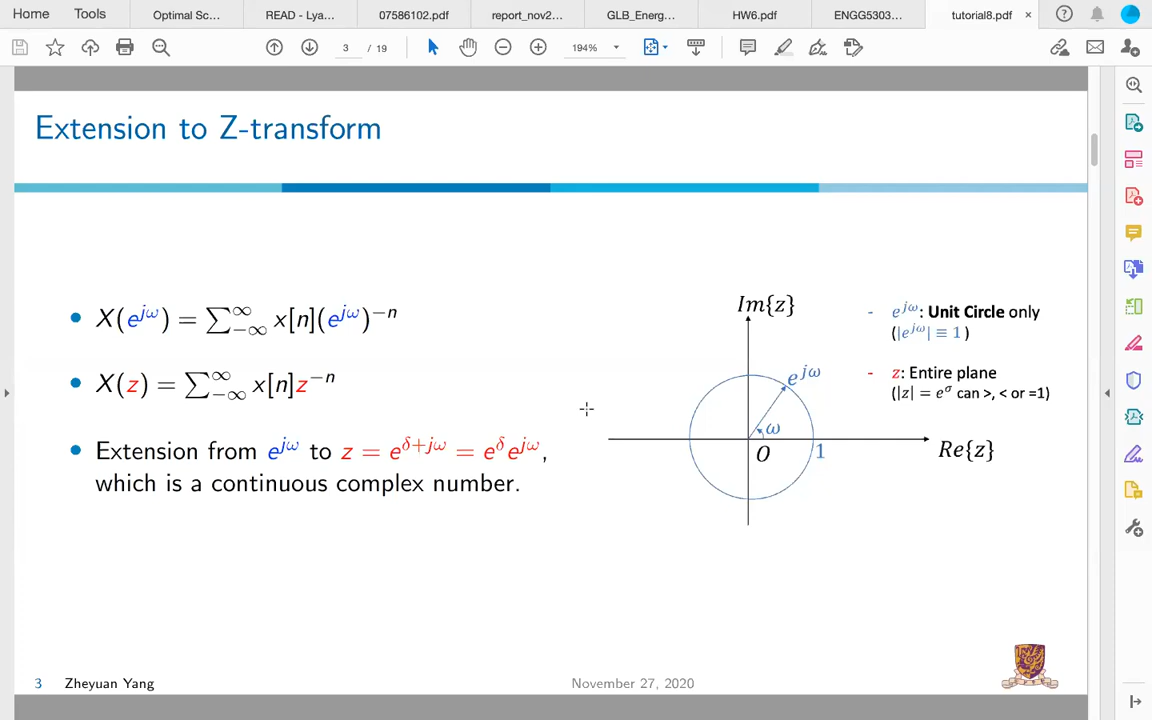 Home Tools Optimal Sc... READ - Lya... 07586102.pdf report_nov2... GLB_Energ... HW6.pdf ENGG5303... tutorial8.pdf ×
3 / 19 194%
Extension to Z-transform
• X(e^{jω}) = ∑_{−∞}^{∞} x[n](e^{jω})^{−n}
• X(z) = ∑_{−∞}^{∞} x[n]z^{−n}
• Extension from e^{jω} to z = e^{δ+jω} = e^{δ}e^{jω},
which is a continuous complex number.
Im{z}
e^{jω}
ω
O
1
Re{z}
- e^{jω}: Unit Circle only
(|e^{jω}| ≡ 1 )
- z: Entire plane
(|z| = e^{σ} can >, < or =1)
3 Zheyuan Yang November 27, 2020